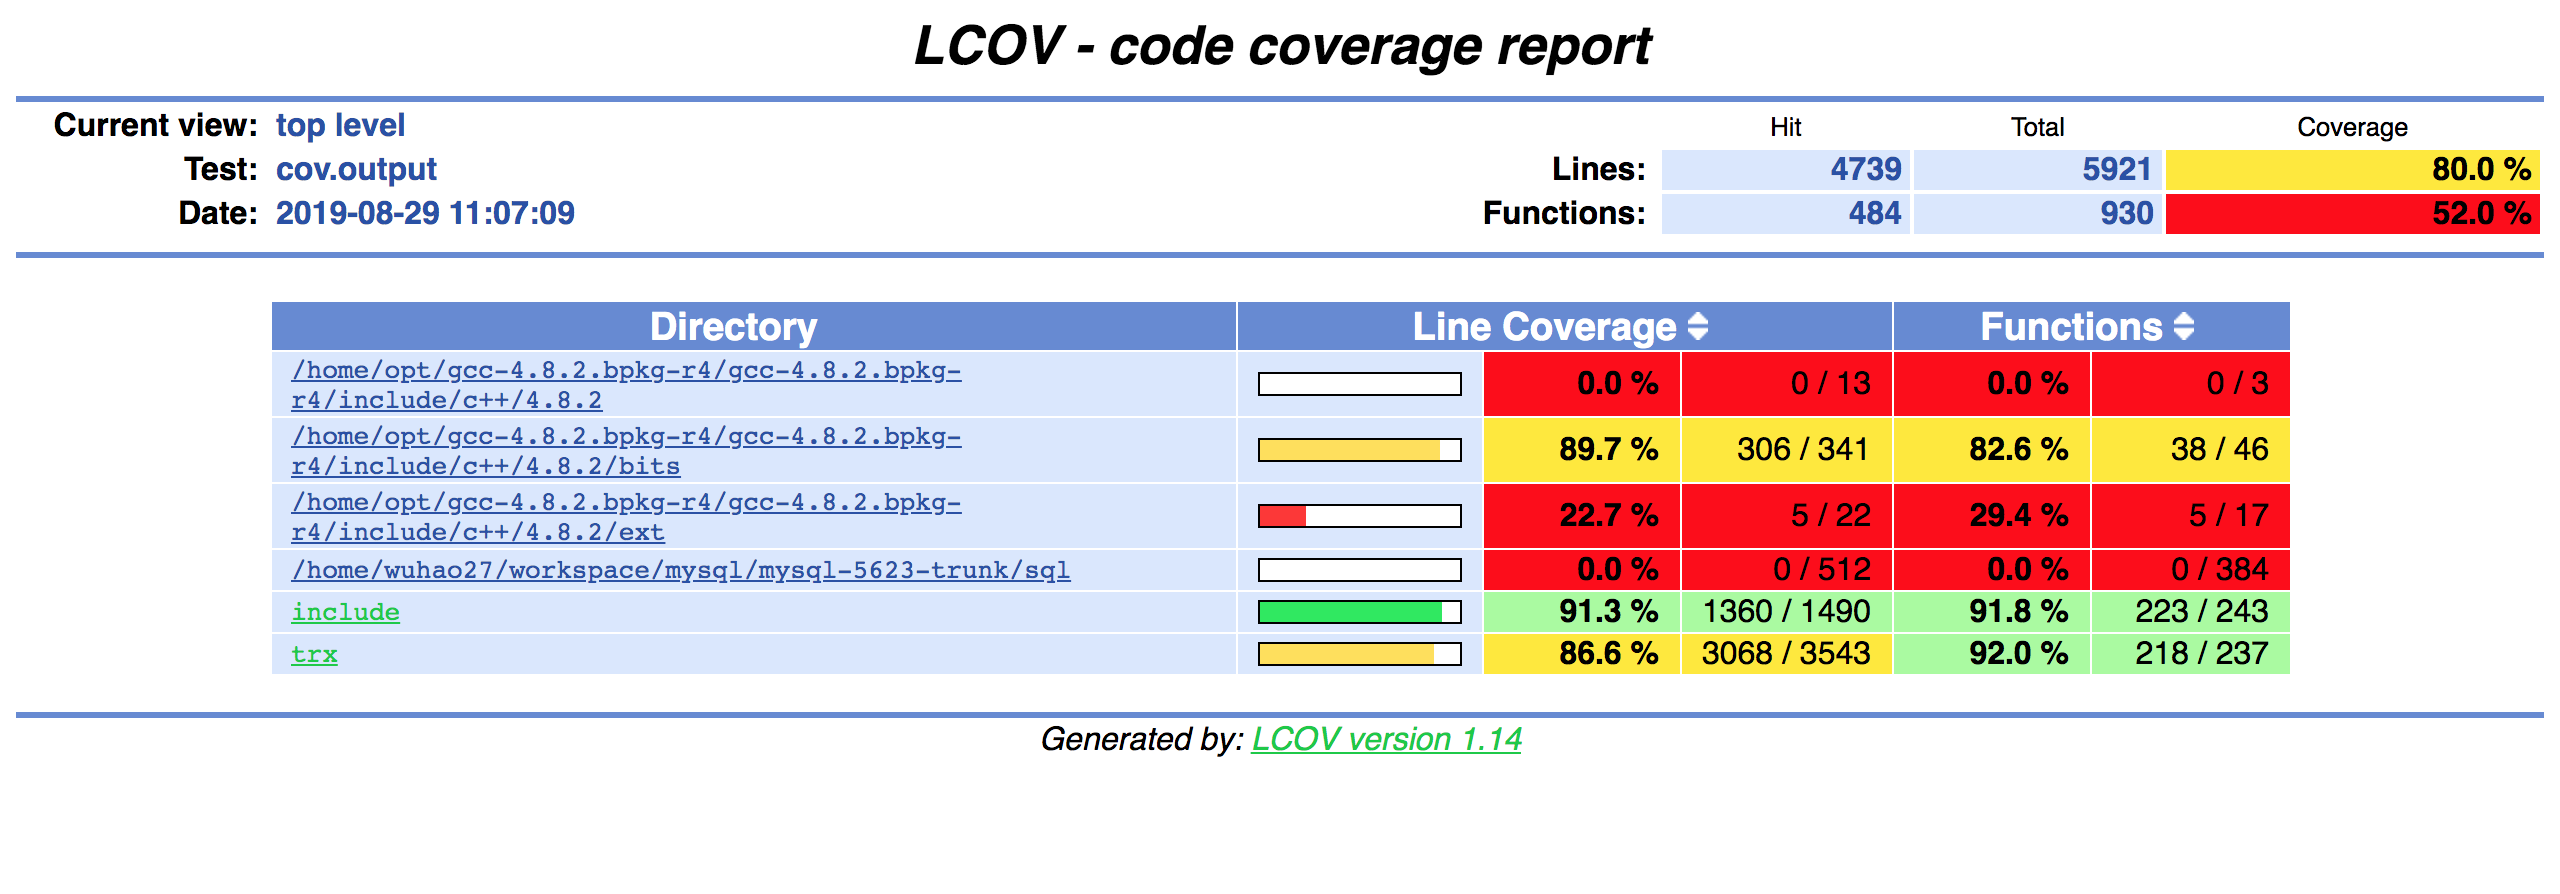 LCOV - code coverage report
Current view: top level
Hit Total Coverage
Test: cov.output
Lines: 4739 5921 80.0 %
Date: 2019-08-29 11:07:09
Functions: 484 930 52.0 %
Directory Line Coverage Functions
/home/opt/gcc-4.8.2.bpkg-r4/gcc-4.8.2.bpkg-
r4/include/c++/4.8.2
0.0 % 0 / 13 0.0 % 0 / 3
/home/opt/gcc-4.8.2.bpkg-r4/gcc-4.8.2.bpkg-
r4/include/c++/4.8.2/bits
89.7 % 306 / 341 82.6 % 38 / 46
/home/opt/gcc-4.8.2.bpkg-r4/gcc-4.8.2.bpkg-
r4/include/c++/4.8.2/ext
22.7 % 5 / 22 29.4 % 5 / 17
/home/wuhao27/workspace/mysql/mysql-5623-trunk/sql 0.0 % 0 / 512 0.0 % 0 / 384
include 91.3 % 1360 / 1490 91.8 % 223 / 243
trx 86.6 % 3068 / 3543 92.0 % 218 / 237
Generated by: LCOV version 1.14